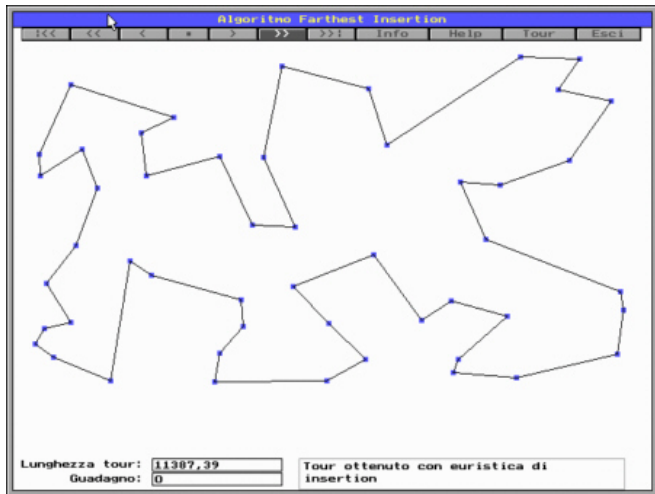 Algoritmo Farthest Insertion
:<< << < ▪ > >> >>: Info Help Tour Esci
Lunghezza tour: 11387,39
Guadagno: 0
Tour ottenuto con euristica di
insertion